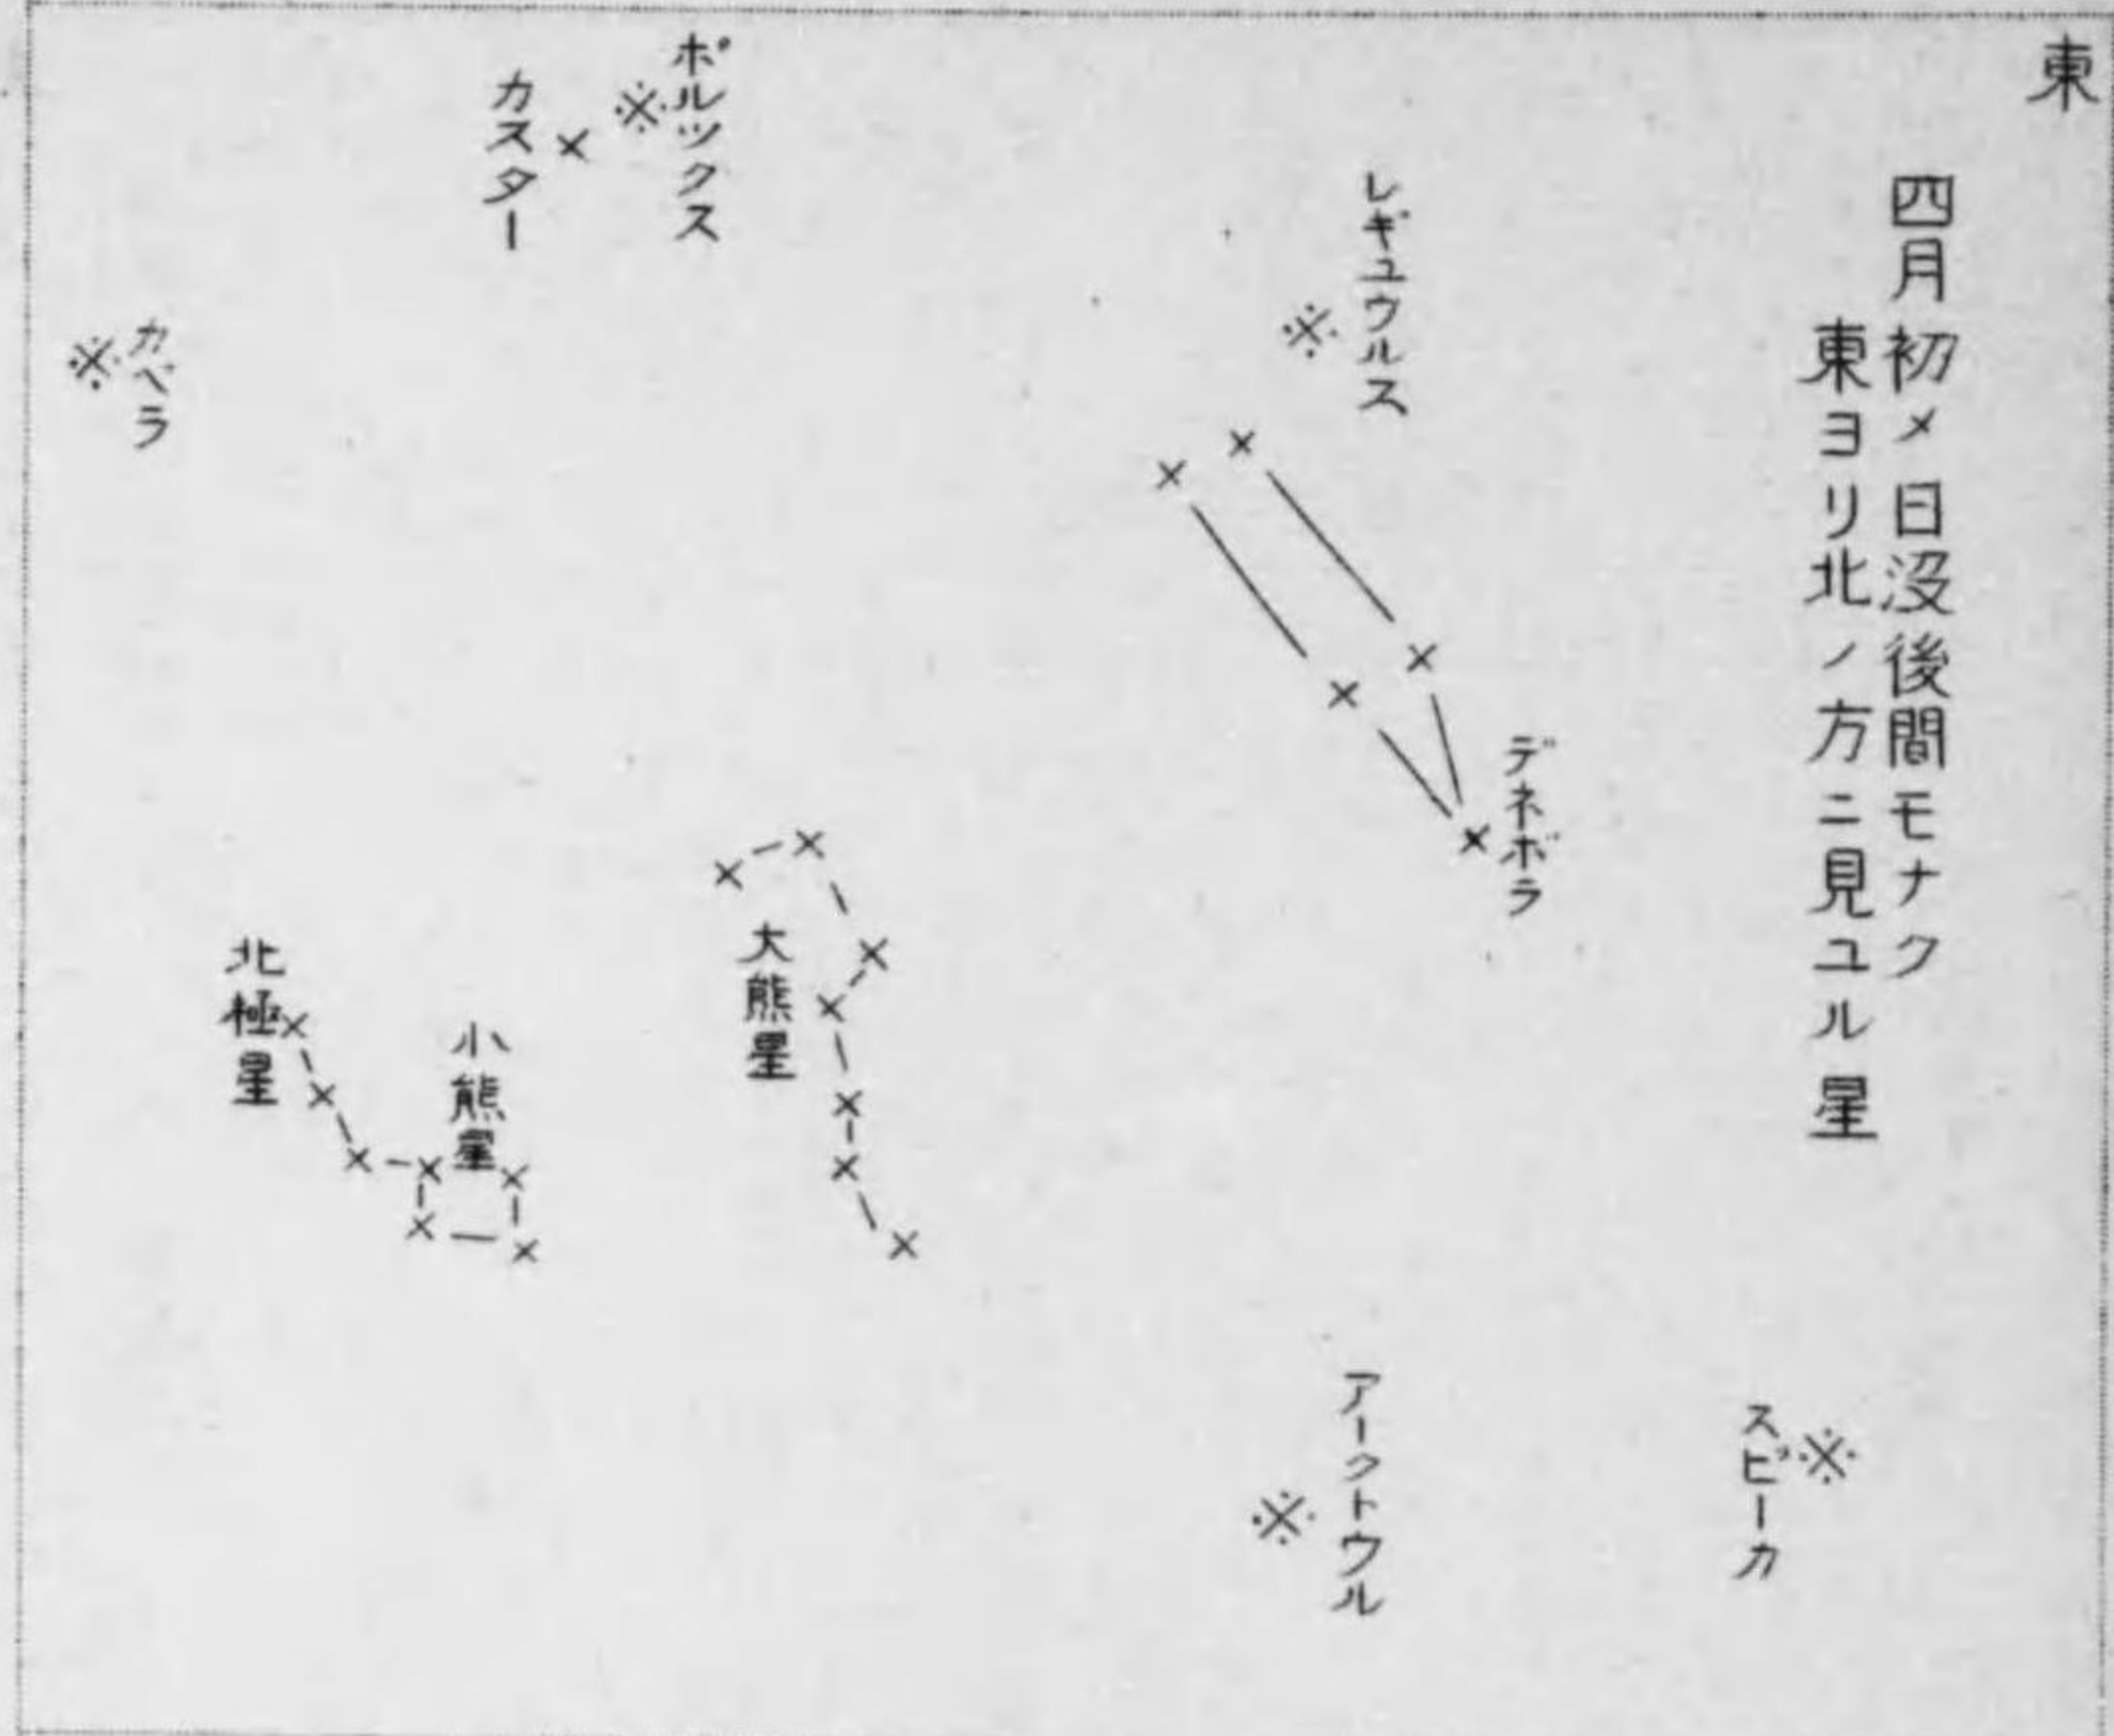 東
四月初メ日没後間モナク
東ヨリ北ノ方ニ見ユル星
レギユウルス
デネボラ
スピーカ
アークトウル
ポルツクス
カスター
カペラ
大熊星
小熊星
北極星